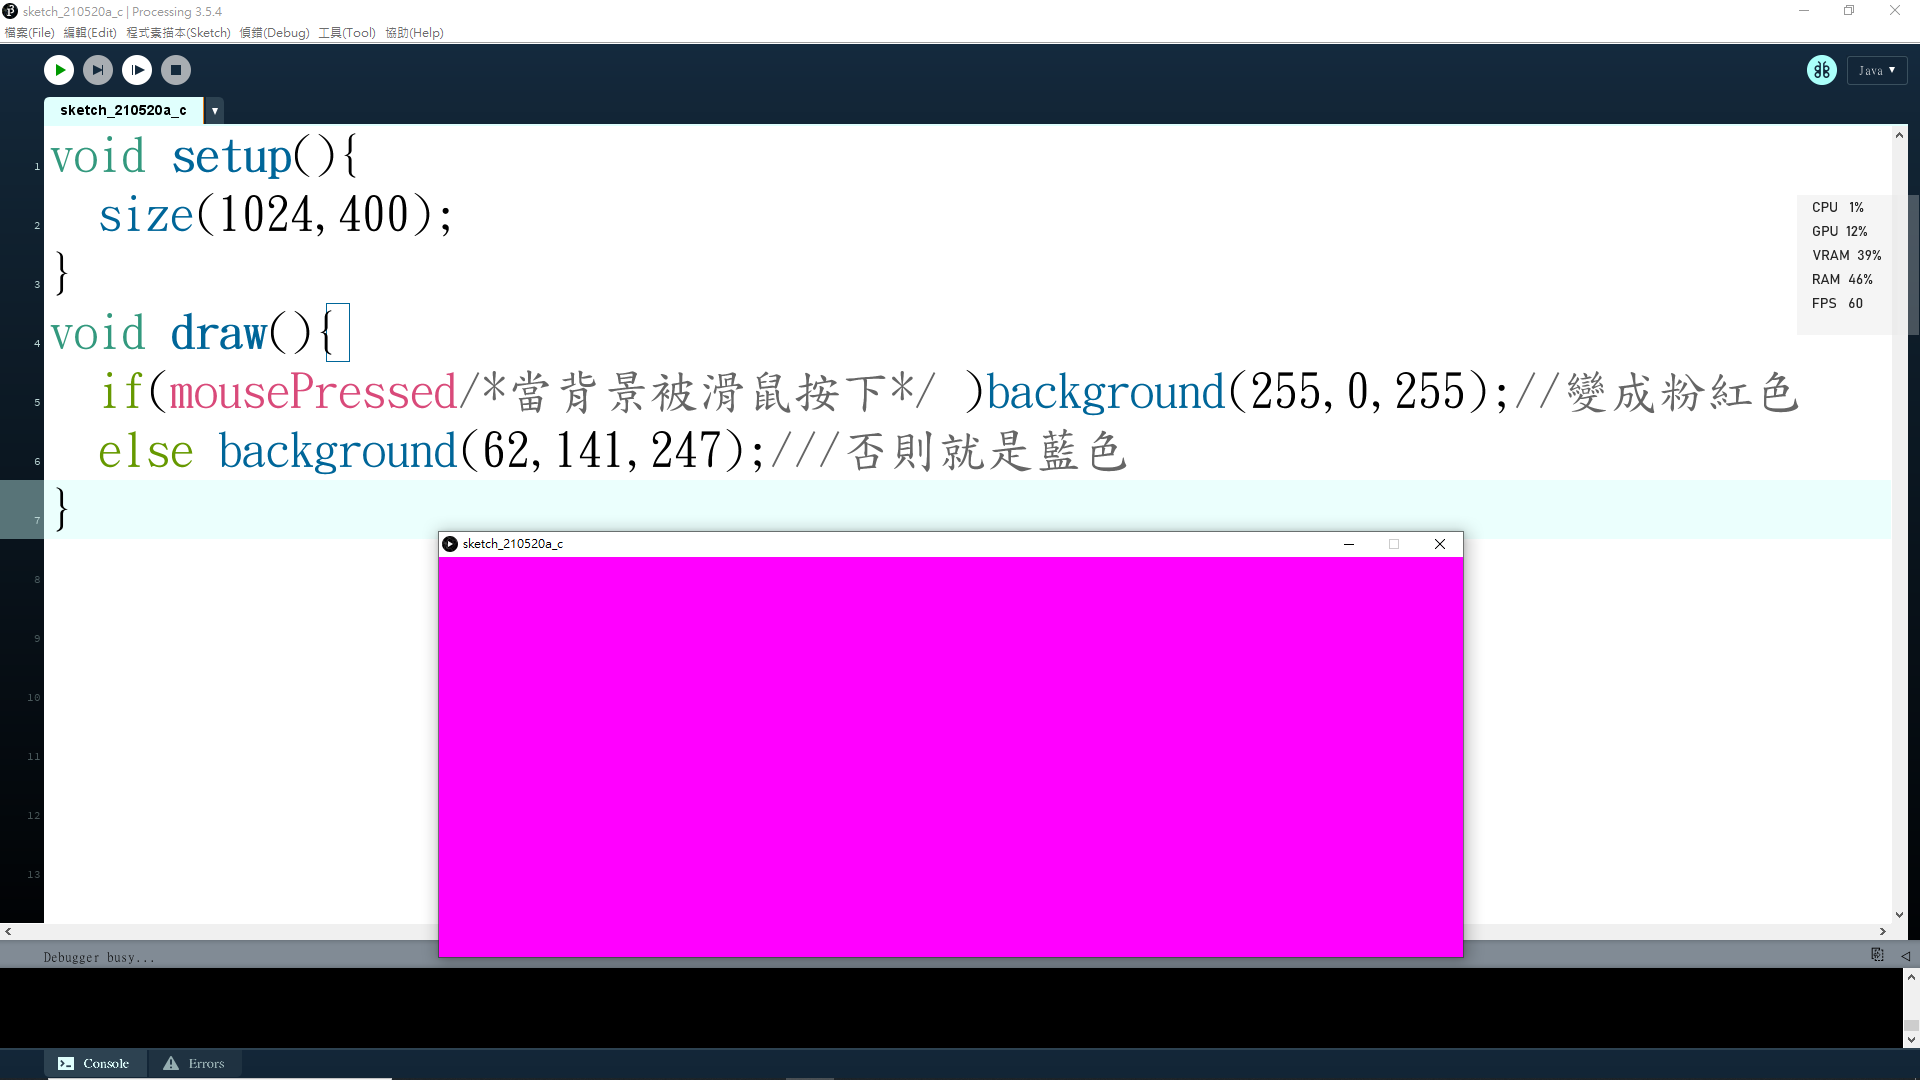 sketch_210520a_c | Processing 3.5.4
檔案(File) 編輯(Edit) 程式素描本(Sketch) 偵錯(Debug) 工具(Tool) 協助(Help)
Java ▼
sketch_210520a_c ▼
1 void setup(){
2 size(1024,400);
3 }
4 void draw(){
5 if(mousePressed/*當背景被滑鼠按下*/ )background(255,0,255);//變成粉紅色
6 else background(62,141,247);///否則就是藍色
7 }
8
9
10
11
12
13
CPU 1%
GPU 12%
VRAM 39%
RAM 46%
FPS 60
sketch_210520a_c
Debugger busy...
Console Errors